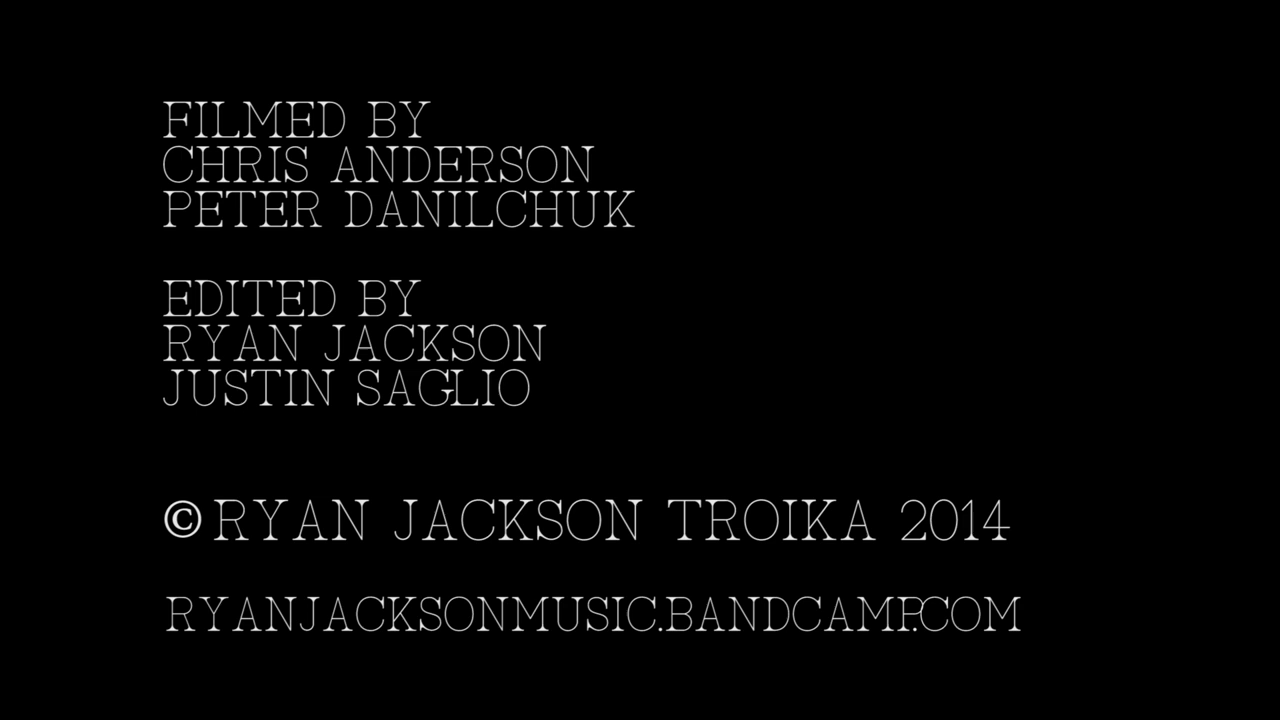 FILMED BY
CHRIS ANDERSON
PETER DANILCHUK
EDITED BY
RYAN JACKSON
JUSTIN SAGLIO
© RYAN JACKSON TROIKA 2014
RYANJACKSONMUSIC.BANDCAMP.COM